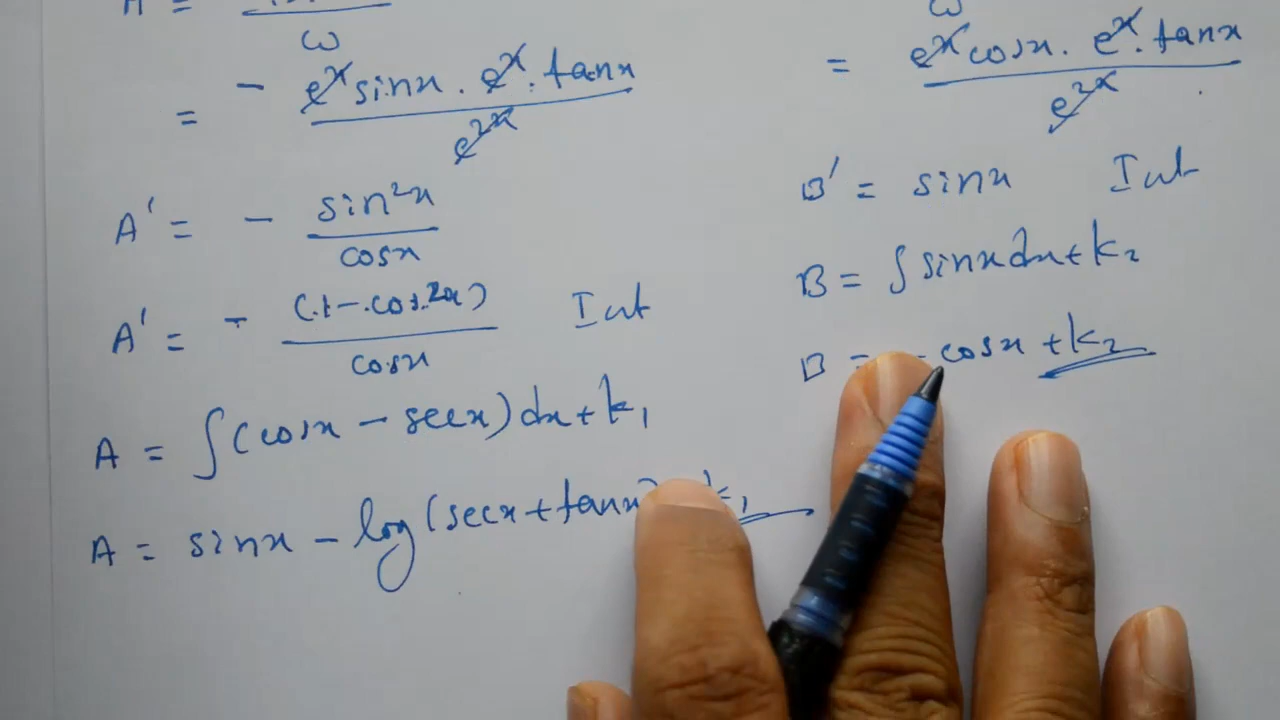 A =
ω
= - e^x sinx . e^x . tanx / e^2x
A' = - sin²x / cosx
A' = - (1 - cos²x) / cosx Int
A = ∫(cosx - secx) dx + k₁
A = sinx - log(secx + tanx) + k₁
ω
= e^x cosx . e^x . tanx / e^2x
B' = sinx Int
B = ∫ sinx dx + k₂
B = - cosx + k₂